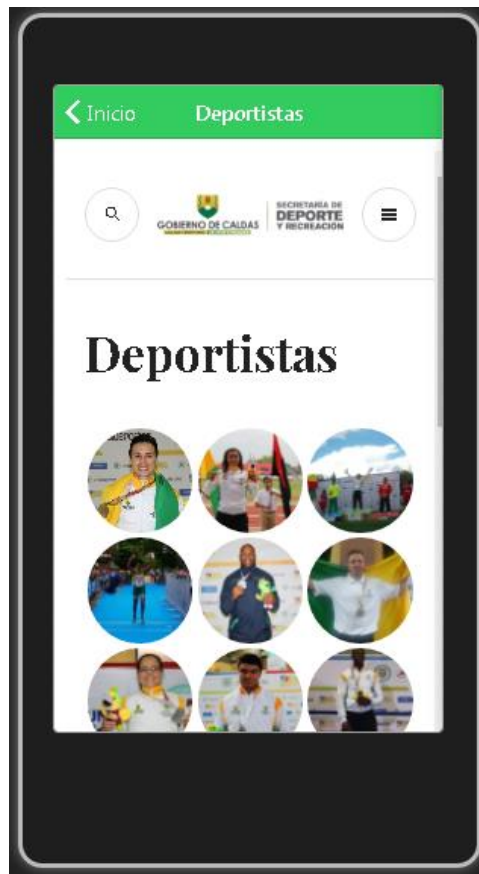 Inicio
Deportistas
GOBIERNO DE CALDAS
SECRETARÍA DE
DEPORTE
Y RECREACIÓN
Deportistas